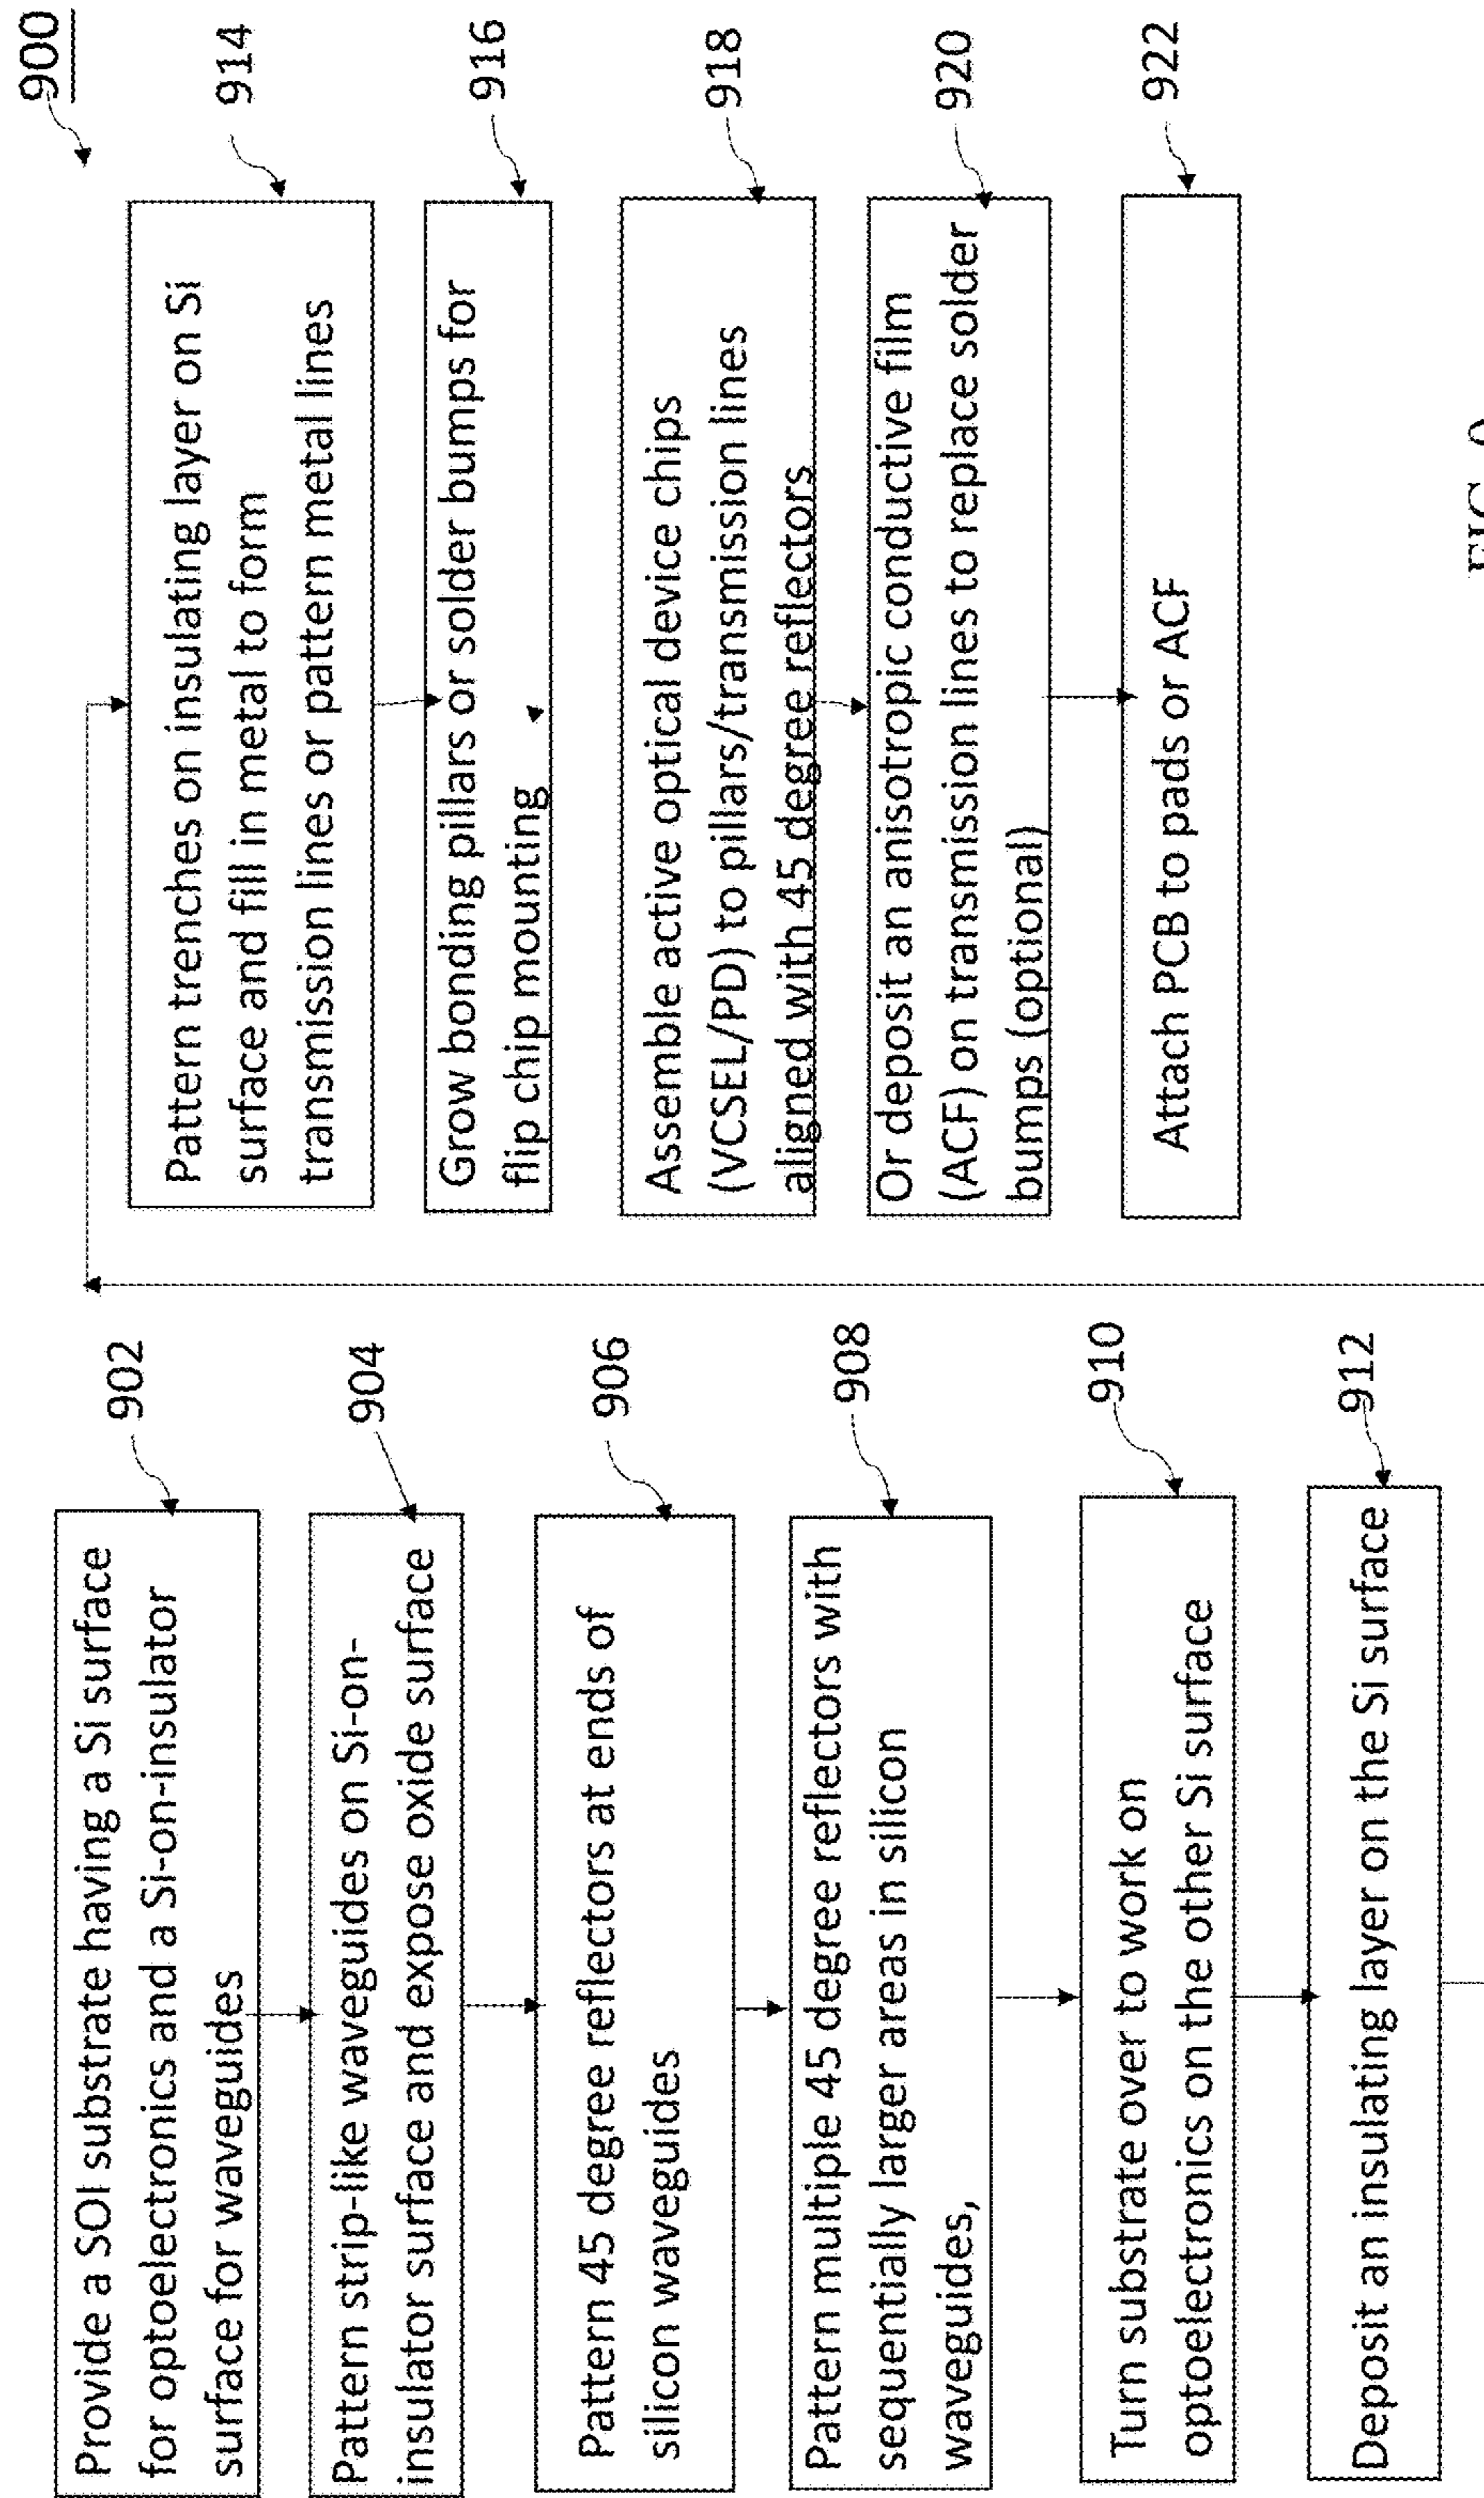 900
Provide a SOI substrate having a Si surface
for optoelectronics and a Si-on-insulator
surface for waveguides
902
Pattern strip-like waveguides on Si-on-
insulator surface and expose oxide surface
904
Pattern 45 degree reflectors at ends of
silicon waveguides
906
Pattern multiple 45 degree reflectors with
sequentially larger areas in silicon
waveguides,
908
Turn substrate over to work on
optoelectronics on the other Si surface
910
Deposit an insulating layer on the Si surface
912
Pattern trenches on insulating layer on Si
surface and fill in metal to form
transmission lines or pattern metal lines
914
Grow bonding pillars or solder bumps for
flip chip mounting
916
Assemble active optical device chips
(VCSEL/PD) to pillars/transmission lines
aligned with 45 degree reflectors
918
Or deposit an anisotropic conductive film
(ACF) on transmission lines to replace solder
bumps (optional)
920
Attach PCB to pads or ACF
922